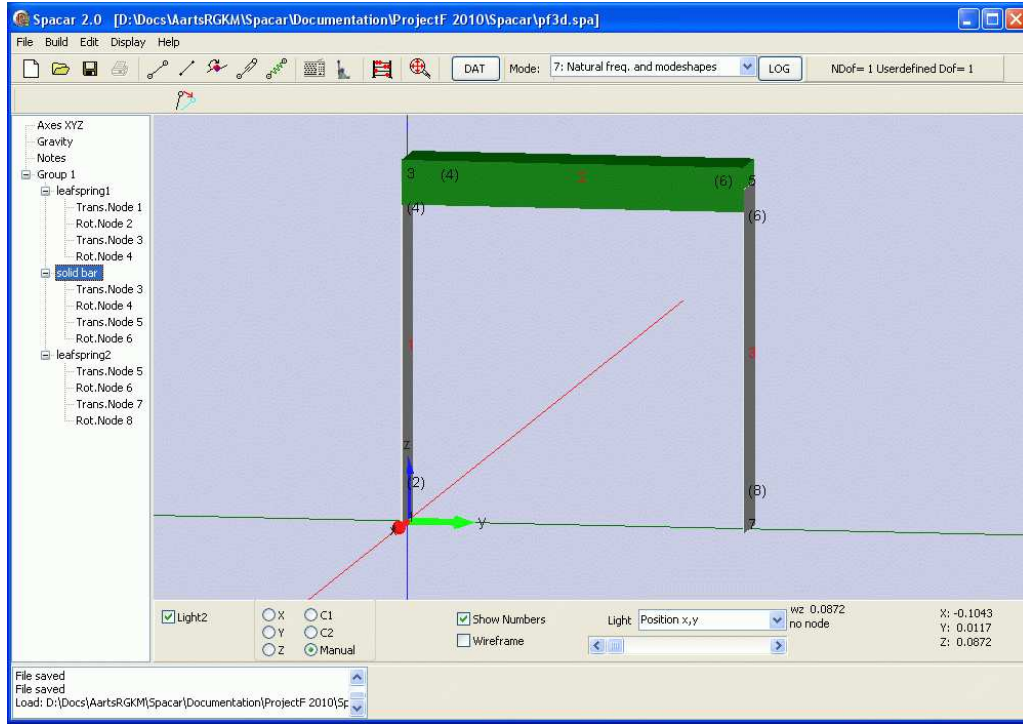 Spacar 2.0 [D:\Docs\AartsRGKM\Spacar\Documentation\ProjectF 2010\Spacar\pf3d.spa]
File Build Edit Display Help
DAT Mode: 7: Natural freq. and modeshapes LOG NDof= 1 Userdefined Dof= 1
Axes XYZ
Gravity
Notes
Group 1
leafspring1
Trans.Node 1
Rot.Node 2
Trans.Node 3
Rot.Node 4
solid bar
Trans.Node 3
Rot.Node 4
Trans.Node 5
Rot.Node 6
leafspring2
Trans.Node 5
Rot.Node 6
Trans.Node 7
Rot.Node 8
3 (4) 2 (6) 5
(4) (6)
1 3
z
(2) (8)
y 7
Light2
X C1
Y C2
Z Manual
Show Numbers
Wireframe
Light Position x,y
wz 0.0872
no node
X: -0.1043
Y: 0.0117
Z: 0.0872
File saved
File saved
Load: D:\Docs\AartsRGKM\Spacar\Documentation\ProjectF 2010\Sp